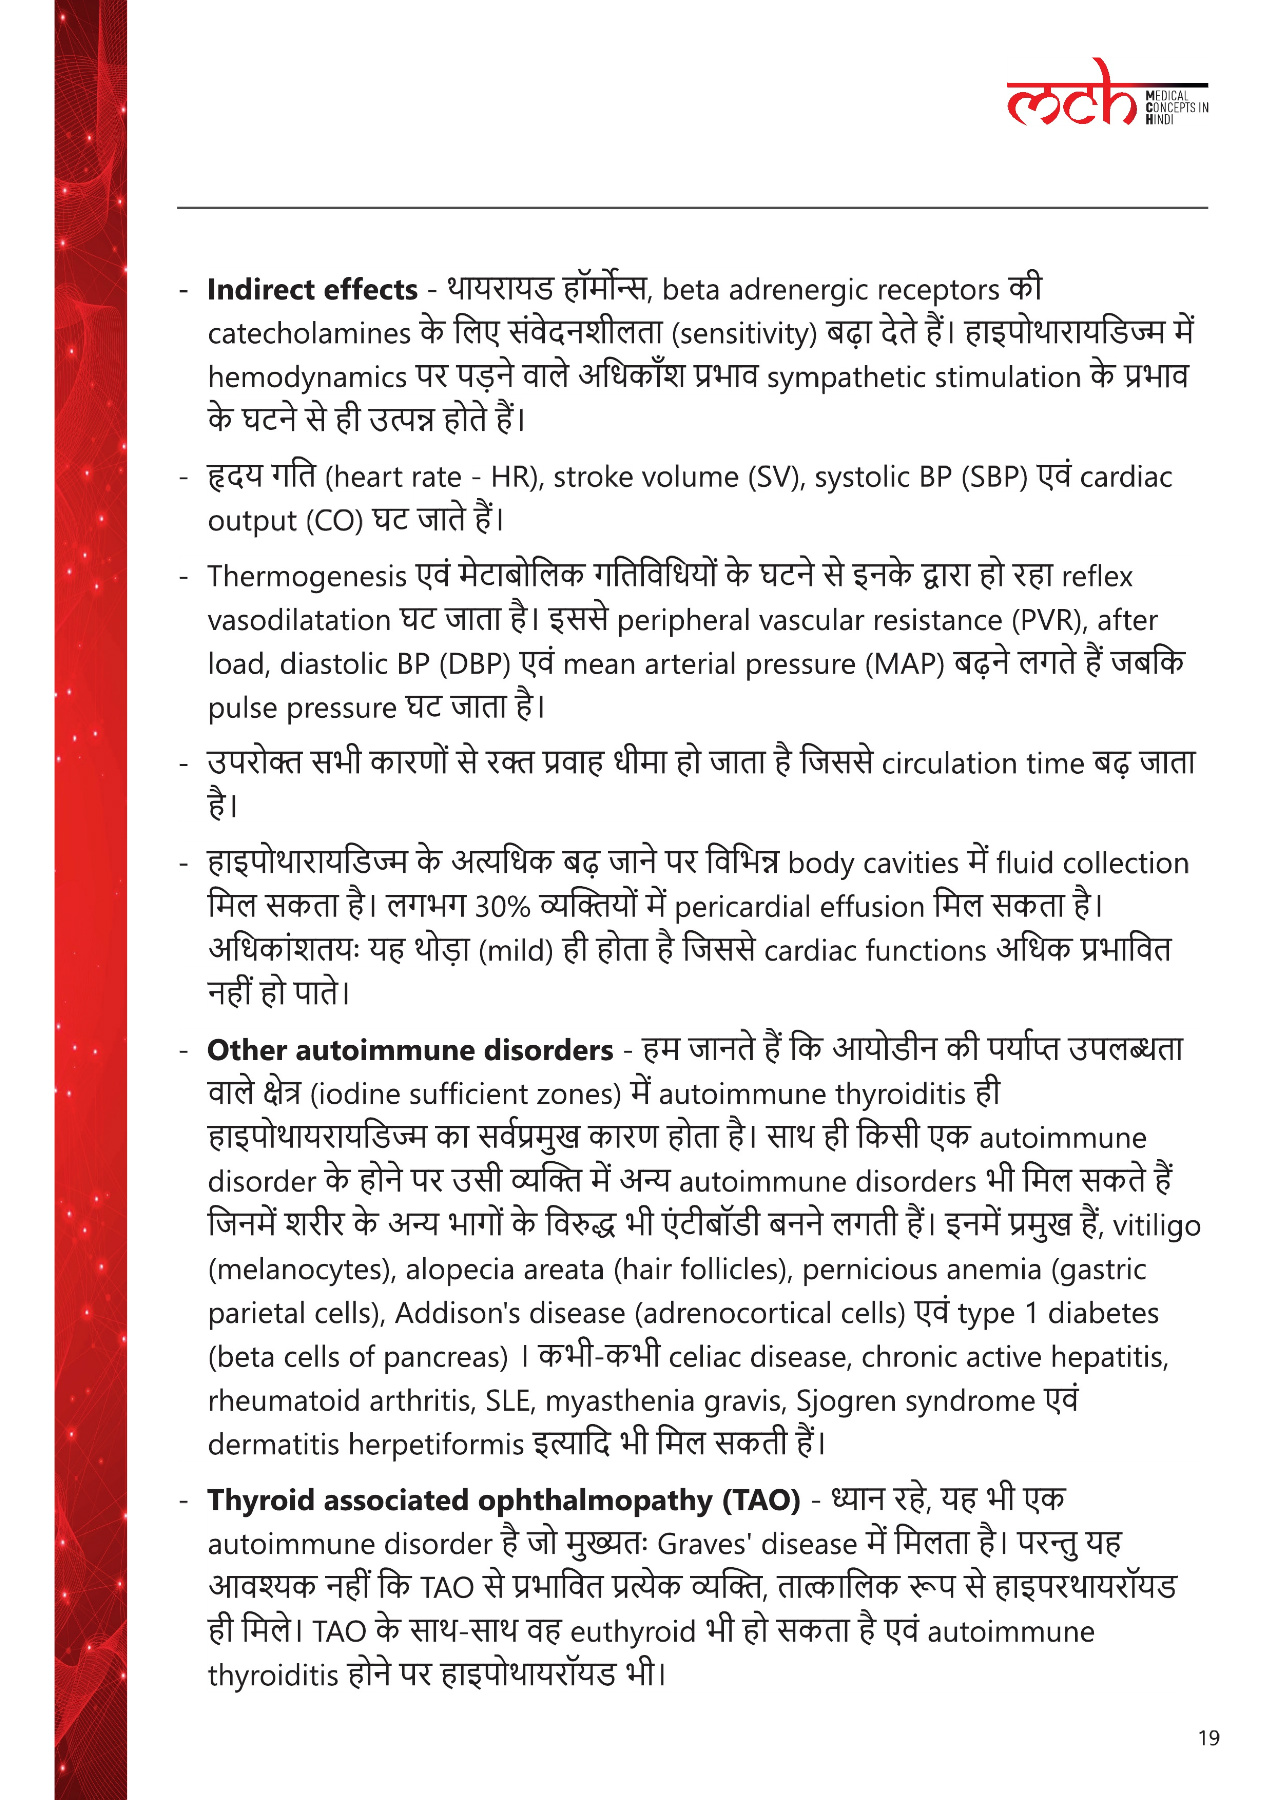 mch MEDICAL
CONCEPTS IN
HINDI
- Indirect effects - थायरायड हॉर्मोन्स, beta adrenergic receptors की
catecholamines के लिए संवेदनशीलता (sensitivity) बढ़ा देते हैं। हाइपोथारायडिज्म में
hemodynamics पर पड़ने वाले अधिकाँश प्रभाव sympathetic stimulation के प्रभाव
के घटने से ही उत्पन्न होते हैं।
- हृदय गति (heart rate - HR), stroke volume (SV), systolic BP (SBP) एवं cardiac
output (CO) घट जाते हैं।
- Thermogenesis एवं मेटाबोलिक गतिविधियों के घटने से इनके द्वारा हो रहा reflex
vasodilatation घट जाता है। इससे peripheral vascular resistance (PVR), after
load, diastolic BP (DBP) एवं mean arterial pressure (MAP) बढ़ने लगते हैं जबकि
pulse pressure घट जाता है।
- उपरोक्त सभी कारणों से रक्त प्रवाह धीमा हो जाता है जिससे circulation time बढ़ जाता
है।
- हाइपोथारायडिज्म के अत्यधिक बढ़ जाने पर विभिन्न body cavities में fluid collection
मिल सकता है। लगभग 30% व्यक्तियों में pericardial effusion मिल सकता है।
अधिकांशतयः यह थोड़ा (mild) ही होता है जिससे cardiac functions अधिक प्रभावित
नहीं हो पाते।
- Other autoimmune disorders - हम जानते हैं कि आयोडीन की पर्याप्त उपलब्धता
वाले क्षेत्र (iodine sufficient zones) में autoimmune thyroiditis ही
हाइपोथायरायडिज्म का सर्वप्रमुख कारण होता है। साथ ही किसी एक autoimmune
disorder के होने पर उसी व्यक्ति में अन्य autoimmune disorders भी मिल सकते हैं
जिनमें शरीर के अन्य भागों के विरुद्ध भी एंटीबॉडी बनने लगती हैं। इनमें प्रमुख हैं, vitiligo
(melanocytes), alopecia areata (hair follicles), pernicious anemia (gastric
parietal cells), Addison's disease (adrenocortical cells) एवं type 1 diabetes
(beta cells of pancreas) । कभी-कभी celiac disease, chronic active hepatitis,
rheumatoid arthritis, SLE, myasthenia gravis, Sjogren syndrome एवं
dermatitis herpetiformis इत्यादि भी मिल सकती हैं।
- Thyroid associated ophthalmopathy (TAO) - ध्यान रहे, यह भी एक
autoimmune disorder है जो मुख्यतः Graves' disease में मिलता है। परन्तु यह
आवश्यक नहीं कि TAO से प्रभावित प्रत्येक व्यक्ति, तात्कालिक रूप से हाइपरथायरॉयड
ही मिले। TAO के साथ-साथ वह euthyroid भी हो सकता है एवं autoimmune
thyroiditis होने पर हाइपोथायरॉयड भी।
19